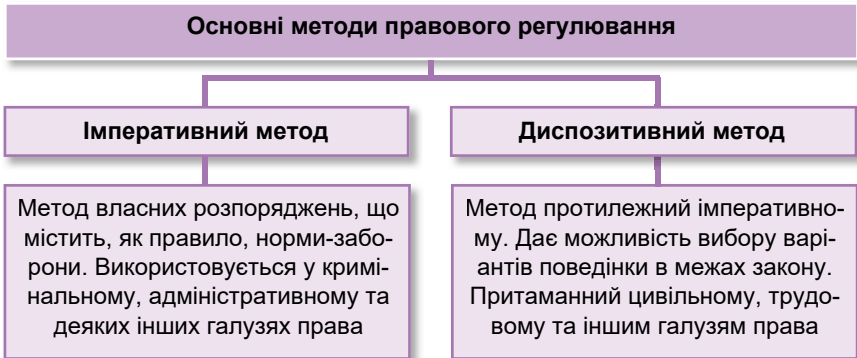 Основні методи правового регулювання
Імперативний метод
Метод власних розпоряджень, що
містить, як правило, норми-забо-
рони. Використовується у кримі-
нальному, адміністративному та
деяких інших галузях права
Диспозитивний метод
Метод протилежний імперативно-
му. Дає можливість вибору варі-
антів поведінки в межах закону.
Притаманний цивільному, трудо-
вому та іншим галузям права